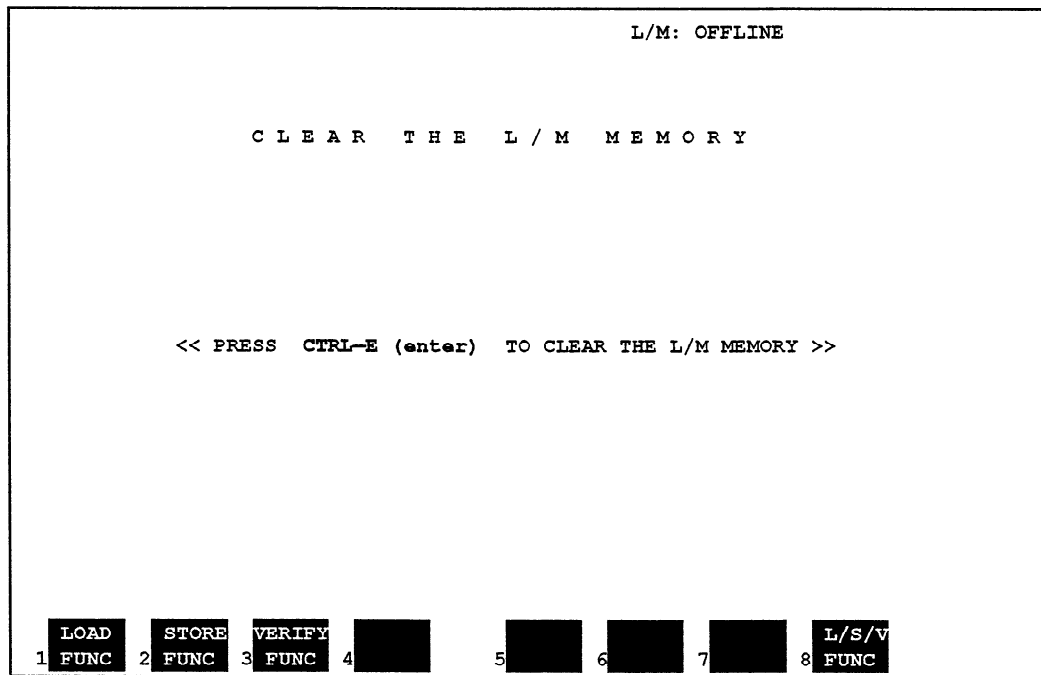 L/M: OFFLINE
C L E A R   T H E   L / M   M E M O R Y
<< PRESS CTRL—E (enter) TO CLEAR THE L/M MEMORY >>
LOAD STORE VERIFY L/S/V
1 FUNC 2 FUNC 3 FUNC 4 5 6 7 8 FUNC